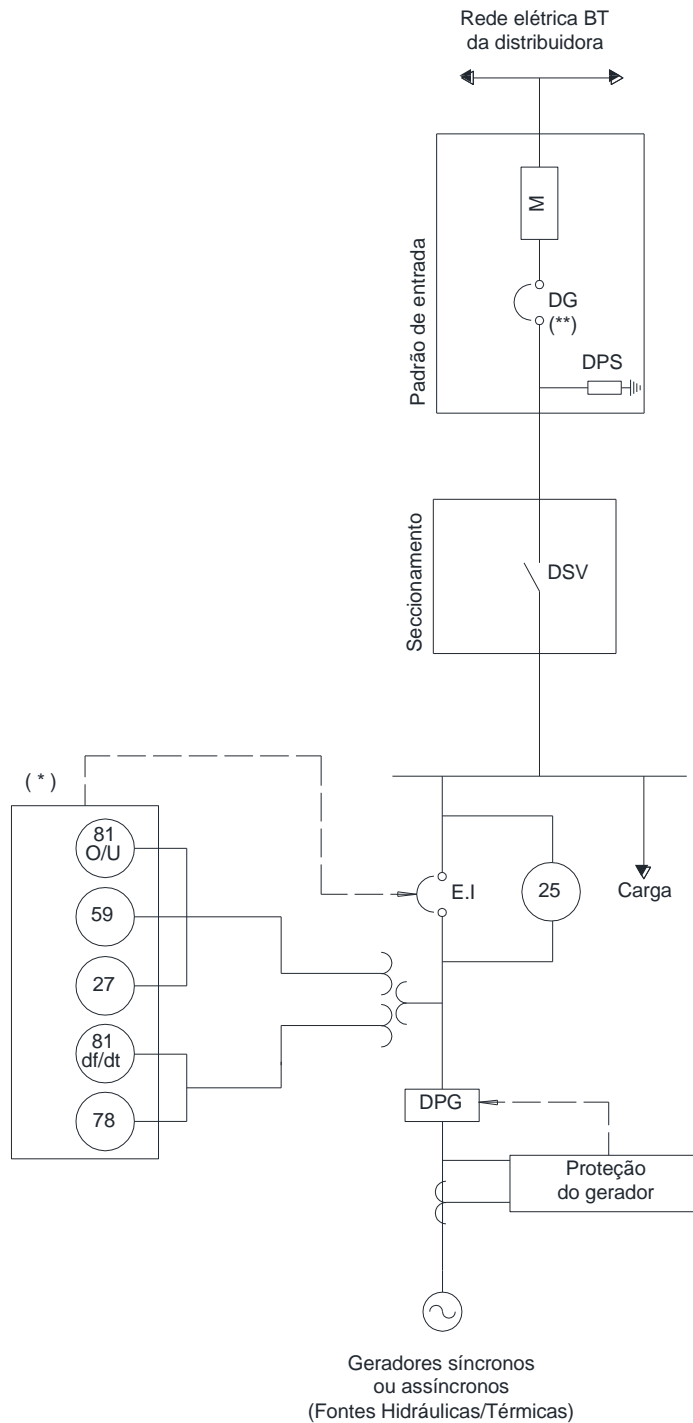 Rede elétrica BT
da distribuidora
Padrão de entrada
M
DG
(**)
DPS
Seccionamento
DSV
( * )
81
O/U
59
27
81
df/dt
78
E.I
25
Carga
DPG
Proteção
do gerador
Geradores síncronos
ou assíncronos
(Fontes Hidráulicas/Térmicas)